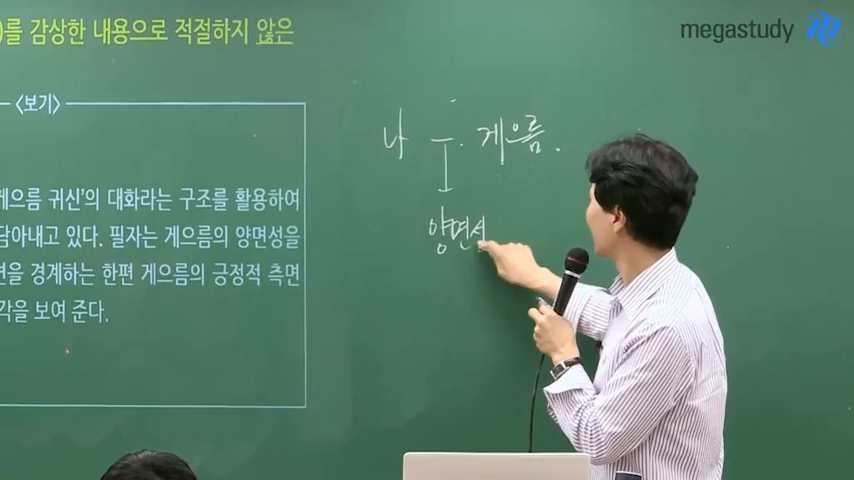 )를 감상한 내용으로 적절하지 않은
megastudy
<보기>
게으름 귀신'의 대화라는 구조를 활용하여
담아내고 있다. 필자는 게으름의 양면성을
면을 경계하는 한편 게으름의 긍정적 측면
각을 보여 준다.
나 게으름.
양면성